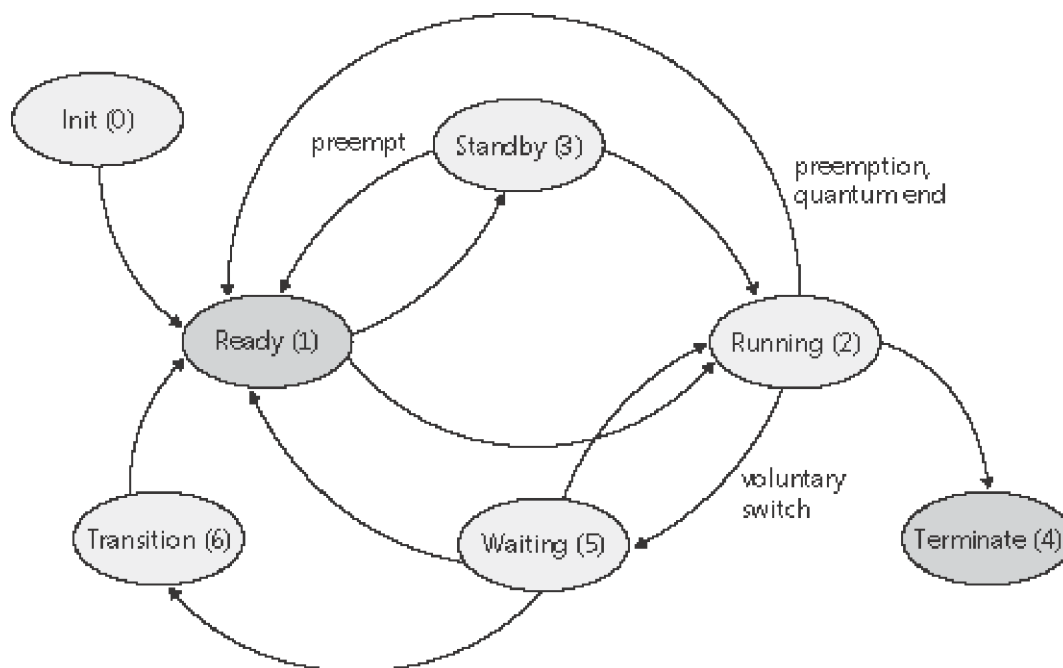 Init (0)
preempt
Standby (3)
preemption,
quantum end
Ready (1)
Running (2)
voluntary
switch
Transition (6)
Waiting (5)
Terminate (4)